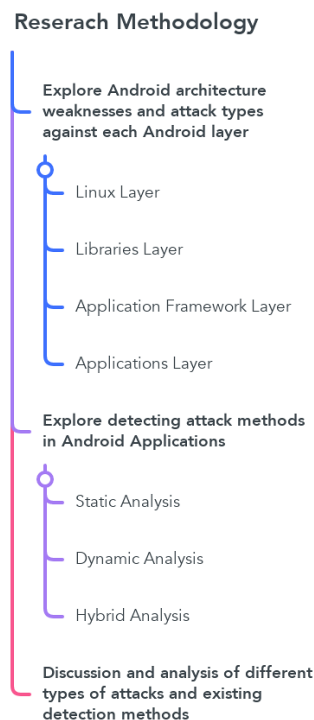 Reserach Methodology
Explore Android architecture
weaknesses and attack types
against each Android layer
Linux Layer
Libraries Layer
Application Framework Layer
Applications Layer
Explore detecting attack methods
in Android Applications
Static Analysis
Dynamic Analysis
Hybrid Analysis
Discussion and analysis of different
types of attacks and existing
detection methods